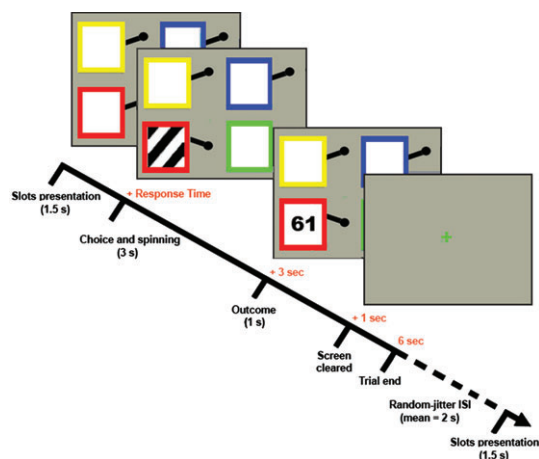 61
Slots presentation
(1.5 s)
+ Response Time
Choice and spinning
(3 s)
+ 3 sec
Outcome
(1 s)
+ 1 sec
Screen
cleared
6 sec
Trial end
Random-jitter ISI
(mean = 2 s)
Slots presentation
(1.5 s)